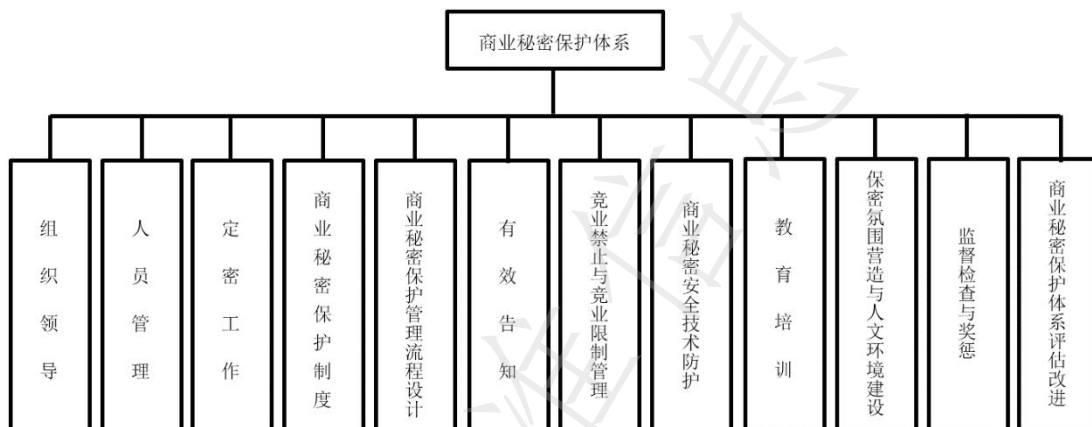 商业秘密保护体系
组织领导
人员管理
定密工作
商业秘密保护制度
商业秘密保护管理流程设计
有效告知
竞业禁止与竞业限制管理
商业秘密安全技术防护
教育培训
保密氛围营造与人文环境建设
监督检查与奖惩
商业秘密保护体系评估改进